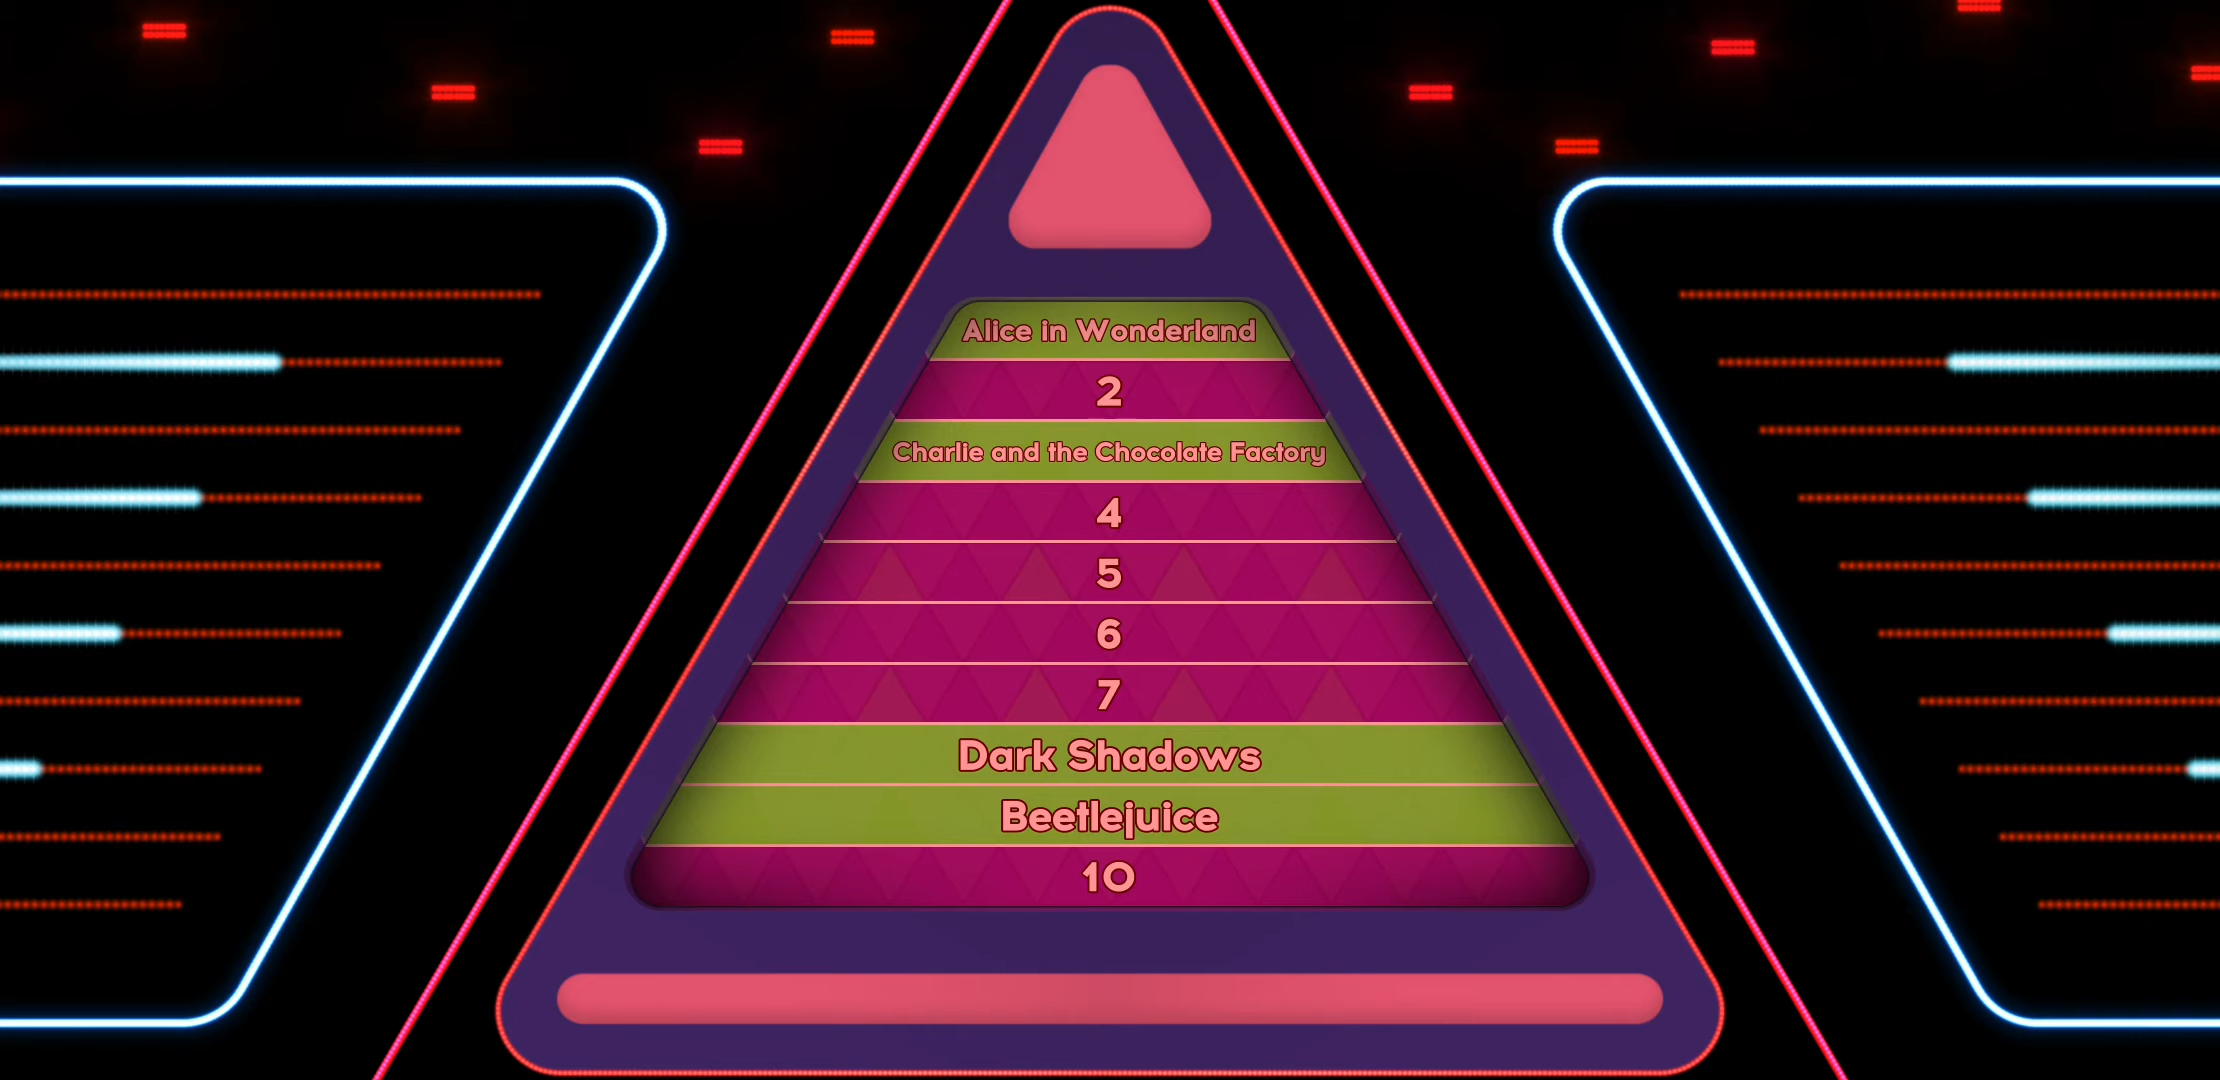 Alice in Wonderland
2
Charlie and the Chocolate Factory
4
5
6
7
Dark Shadows
Beetlejuice
10